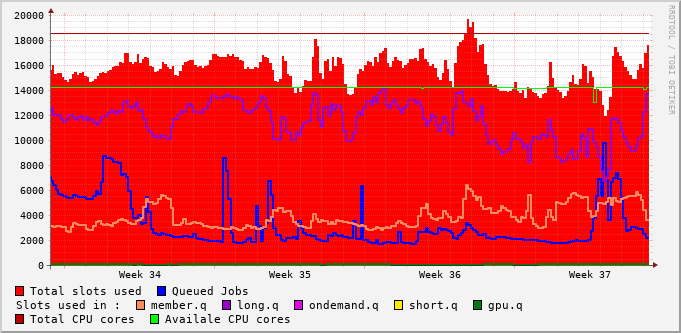 RRDTOOL / TOBI OETIKER
20000
18000
16000
14000
12000
10000
8000
6000
4000
2000
0
Week 34 Week 35 Week 36 Week 37
Total slots used Queued Jobs
Slots used in : member.q long.q ondemand.q short.q gpu.q
Total CPU cores Availale CPU cores